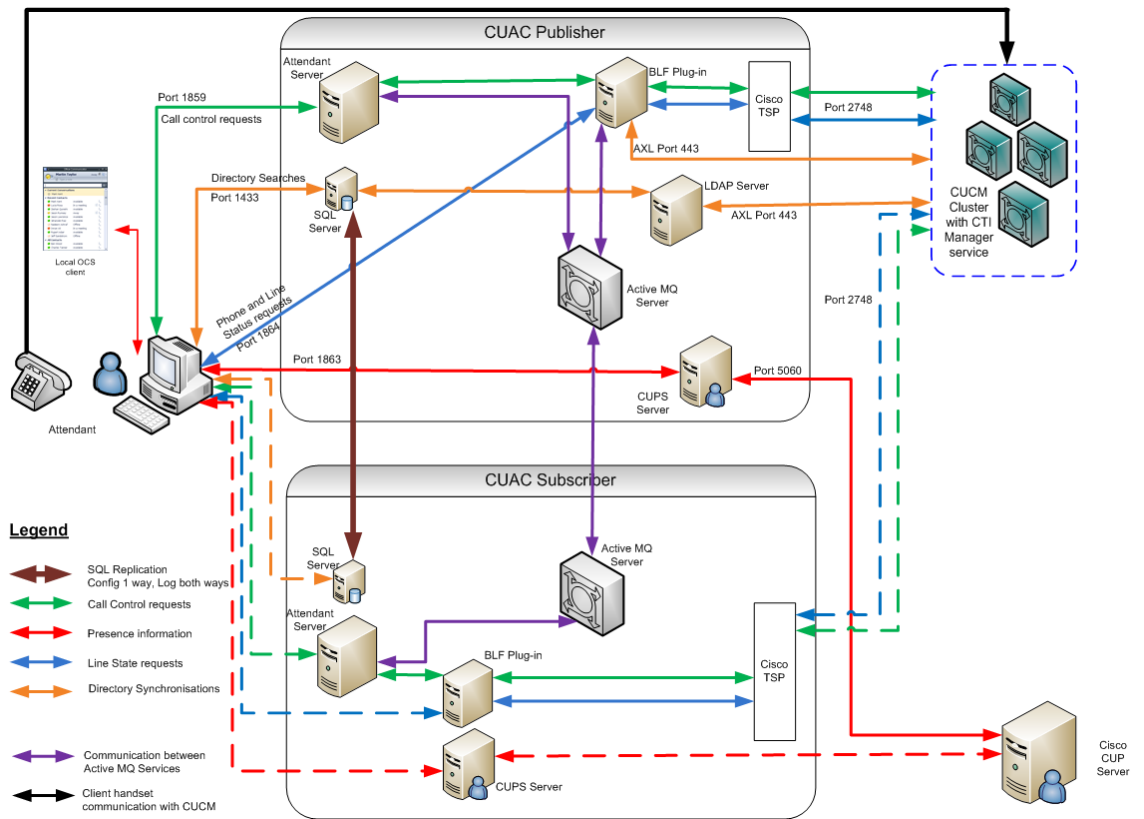 CUAC Publisher
Attendant
Server
BLF Plug-in
Cisco
TSP
Port 1859
Call control requests
Port 2748
AXL Port 443
Directory Searches
Port 1433
SQL
Server
LDAP Server
AXL Port 443
CUCM
Cluster
with CTI
Manager
service
Local OCS
client
Active MQ
Server
Port 2748
Phone and Line
Status requests
Port 1864
Port 1863
Port 5060
CUPS
Server
Attendant
CUAC Subscriber
Legend
SQL Replication
Config 1 way, Log both ways
Call Control requests
Presence information
Line State requests
Directory Synchronisations
Communication between
Active MQ Services
Client handset
communication with CUCM
SQL
Server
Active MQ
Server
Attendant
Server
BLF Plug-in
Cisco
TSP
CUPS Server
Cisco
CUP
Server